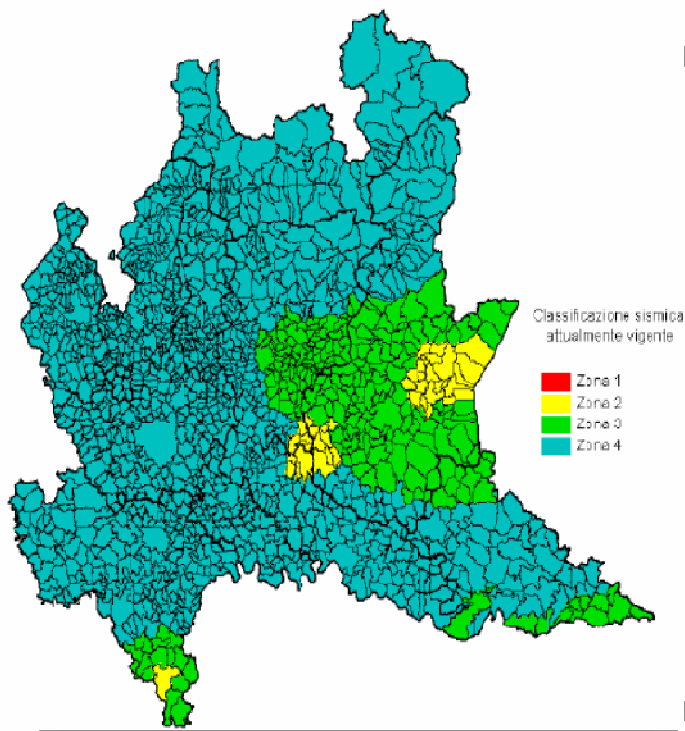 Classificazione sismica
attualmente vigente
Zona 1
Zona 2
Zona 3
Zona 4